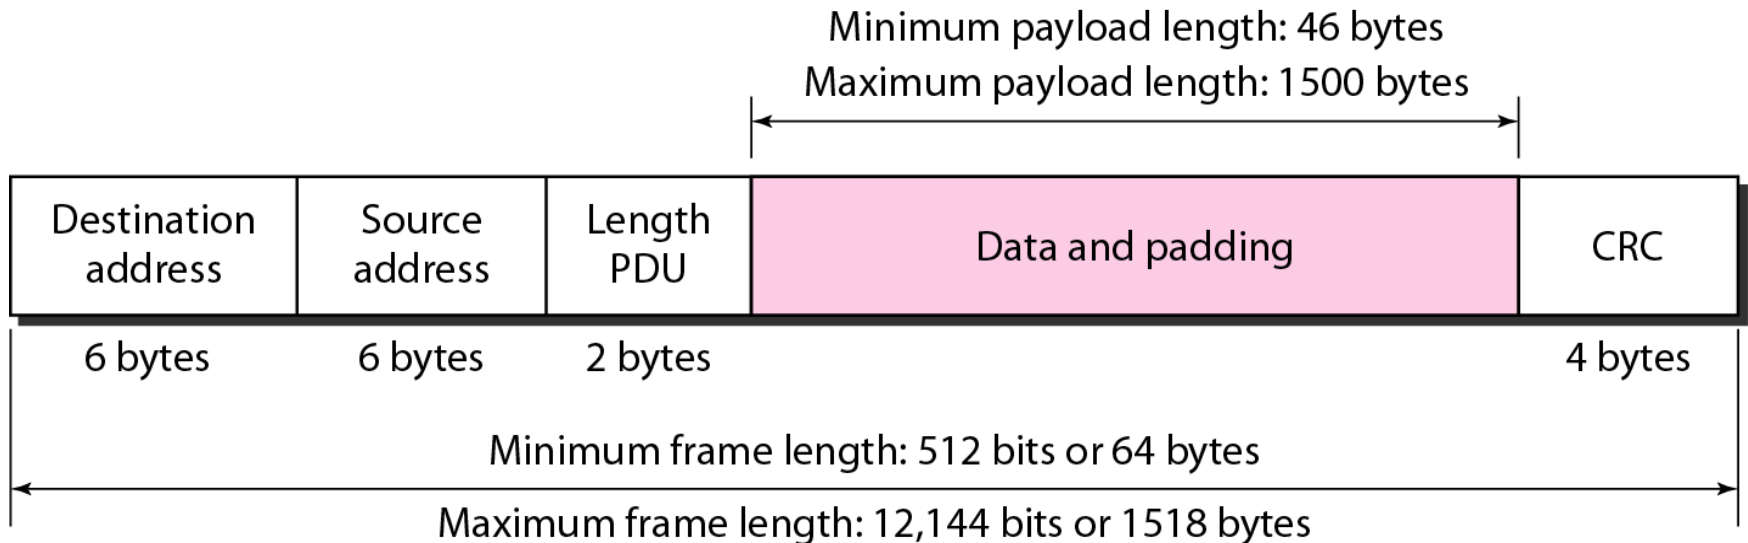 Minimum payload length: 46 bytes
Maximum payload length: 1500 bytes
Destination
address
Source
address
Length
PDU
Data and padding
CRC
6 bytes
6 bytes
2 bytes
4 bytes
Minimum frame length: 512 bits or 64 bytes
Maximum frame length: 12,144 bits or 1518 bytes